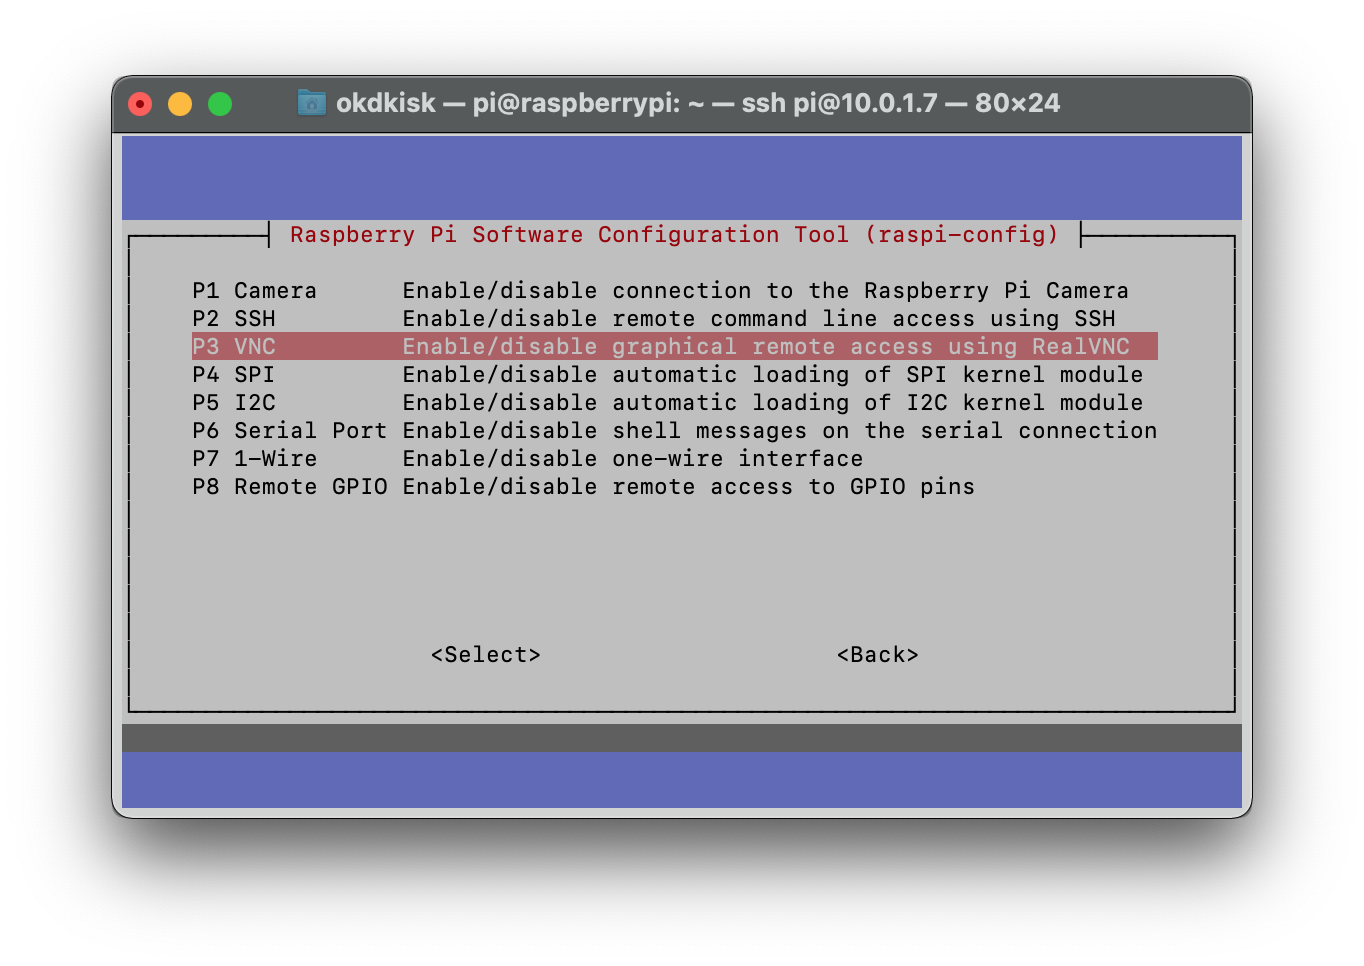 okdkisk — pi@raspberrypi: ~ — ssh pi@10.0.1.7 — 80×24
Raspberry Pi Software Configuration Tool (raspi-config)
P1 Camera Enable/disable connection to the Raspberry Pi Camera
P2 SSH Enable/disable remote command line access using SSH
P3 VNC Enable/disable graphical remote access using RealVNC
P4 SPI Enable/disable automatic loading of SPI kernel module
P5 I2C Enable/disable automatic loading of I2C kernel module
P6 Serial Port Enable/disable shell messages on the serial connection
P7 1-Wire Enable/disable one-wire interface
P8 Remote GPIO Enable/disable remote access to GPIO pins
<Select> <Back>